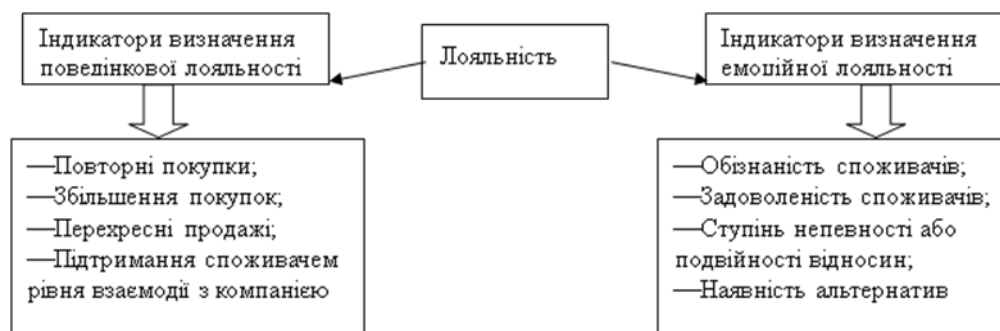 Індикатори визначення
поведінкової лояльності
Лояльність
Індикатори визначення
емоційної лояльності
—Повторні покупки;
—Збільшення покупок;
—Перехресні продажі;
—Підтримання споживачем
рівня взаємодії з компанією
—Обізнаність споживачів;
—Задоволеність споживачів;
—Ступінь непевності або
подвійності відносин;
—Наявність альтернатив